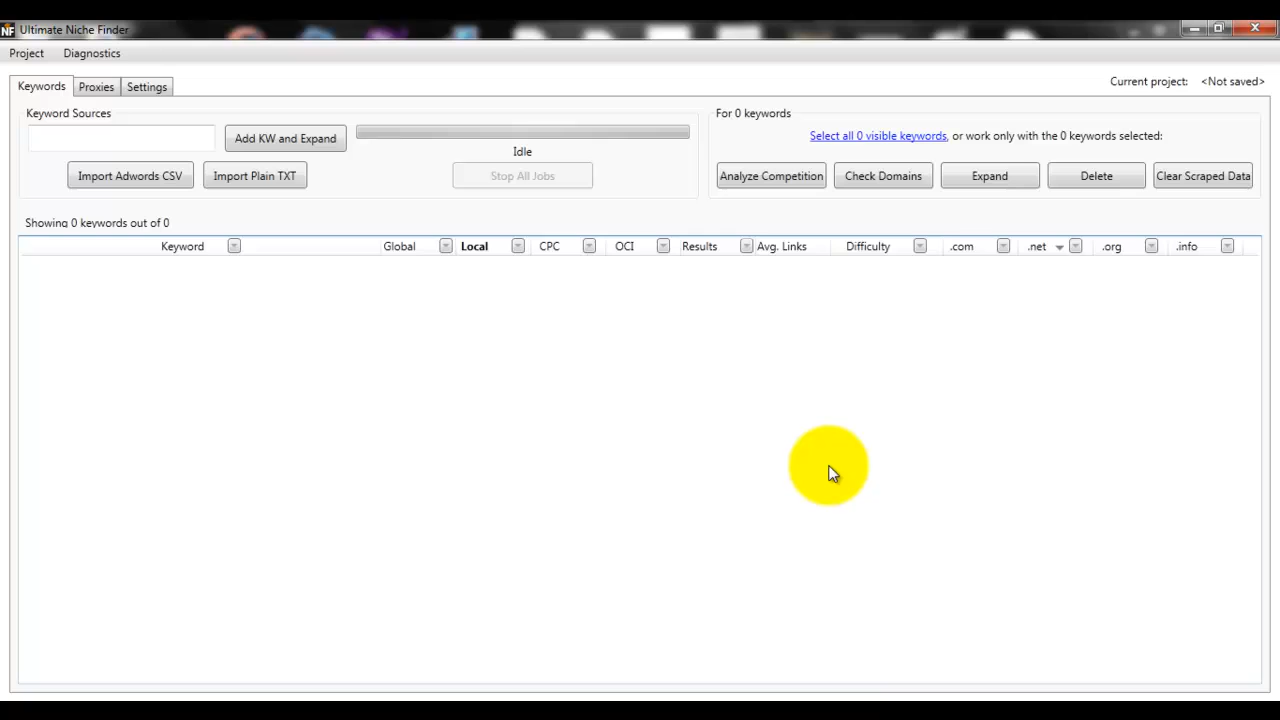 NF Ultimate Niche Finder
Project Diagnostics
Keywords Proxies Settings Current project: <Not saved>
Keyword Sources
Add KW and Expand
Idle
Import Adwords CSV Import Plain TXT Stop All Jobs
For 0 keywords
Select all 0 visible keywords, or work only with the 0 keywords selected:
Analyze Competition Check Domains Expand Delete Clear Scraped Data
Showing 0 keywords out of 0
Keyword Global Local CPC OCI Results Avg. Links Difficulty .com .net .org .info